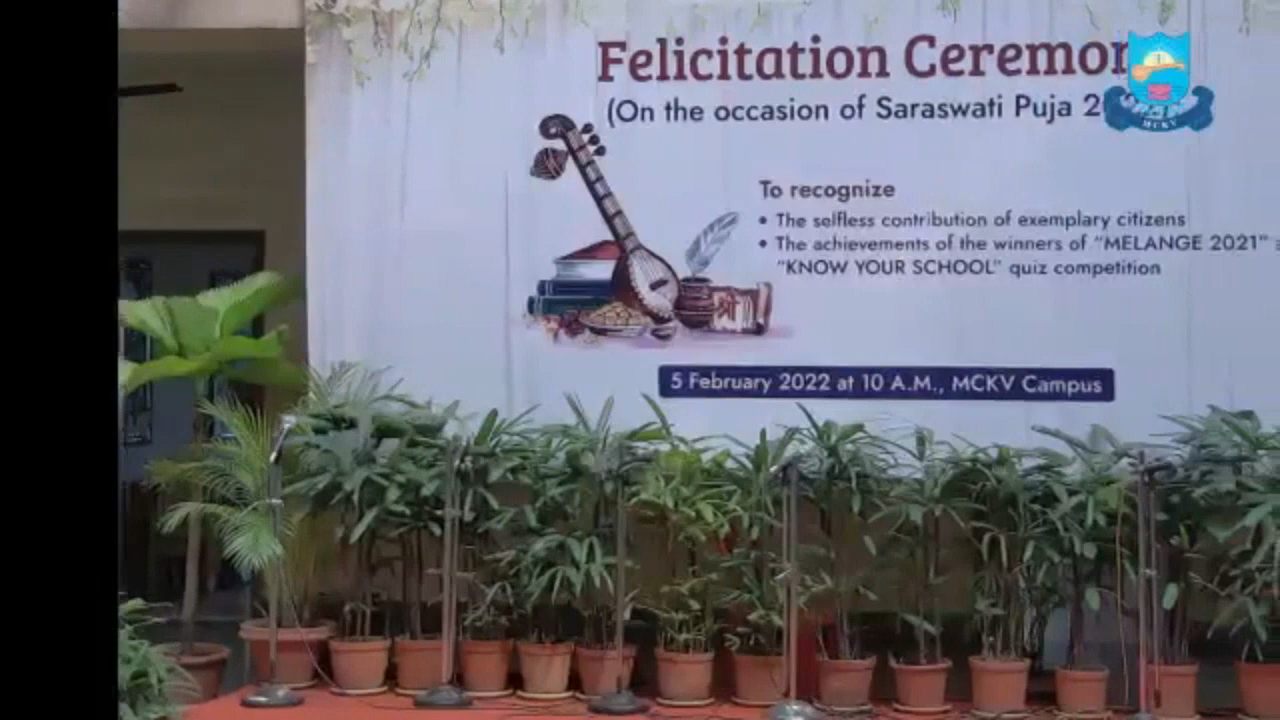 Felicitation Ceremon
(On the occasion of Saraswati Puja 2
To recognize
• The selfless contribution of exemplary citizens
• The achievements of the winners of "MELANGE 2021"
"KNOW YOUR SCHOOL" quiz competition
श्री
5 February 2022 at 10 A.M., MCKV Campus
MCKV